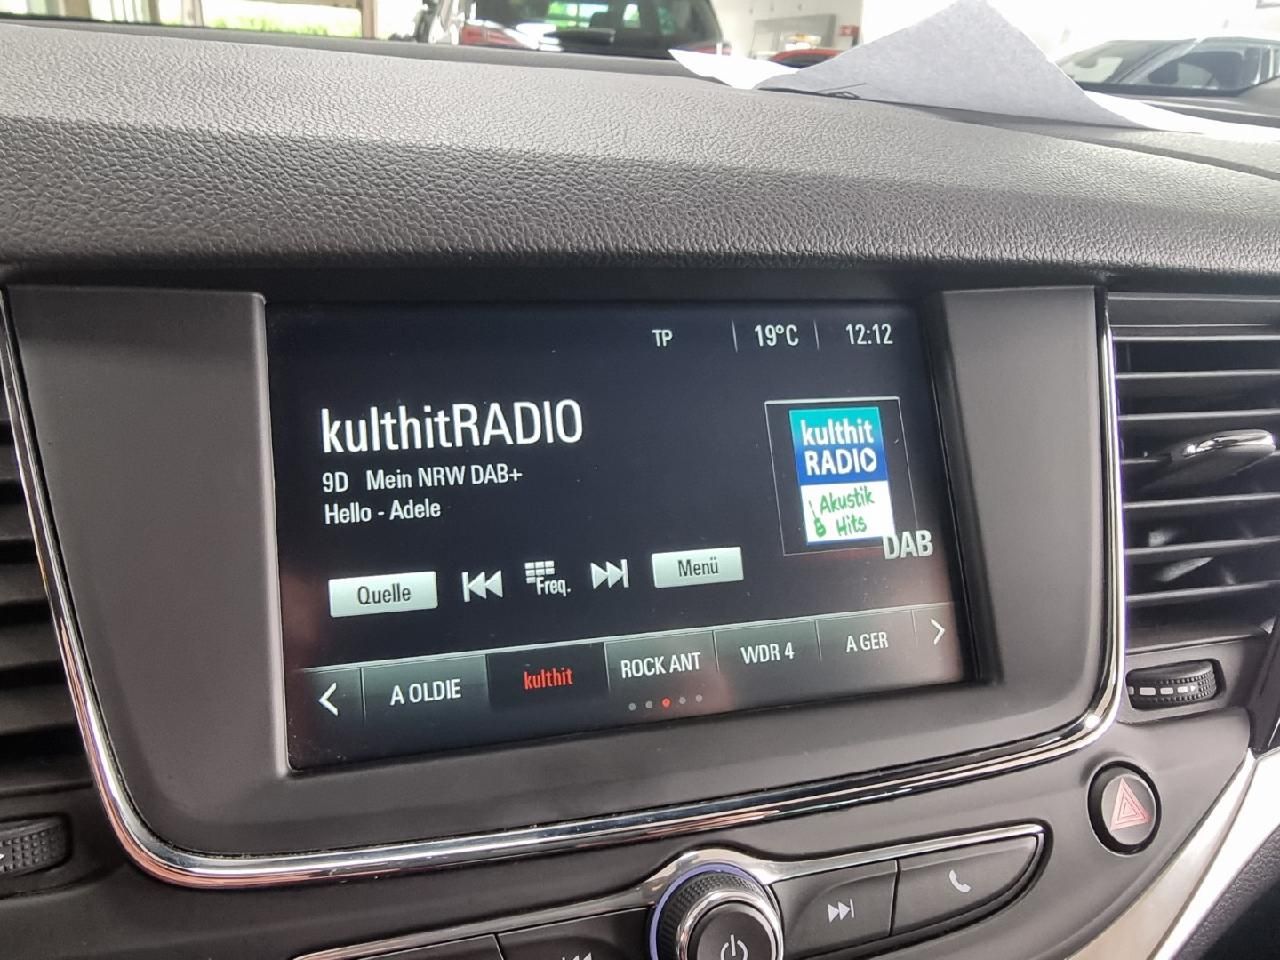 TP 19°C 12:12
kulthitRADIO
9D Mein NRW DAB+
Hello - Adele
kulthit
RADIO
Akustik
Hits
DAB
Quelle Freq. Menü
A OLDIE kulthit ROCK ANT WDR 4 A GER